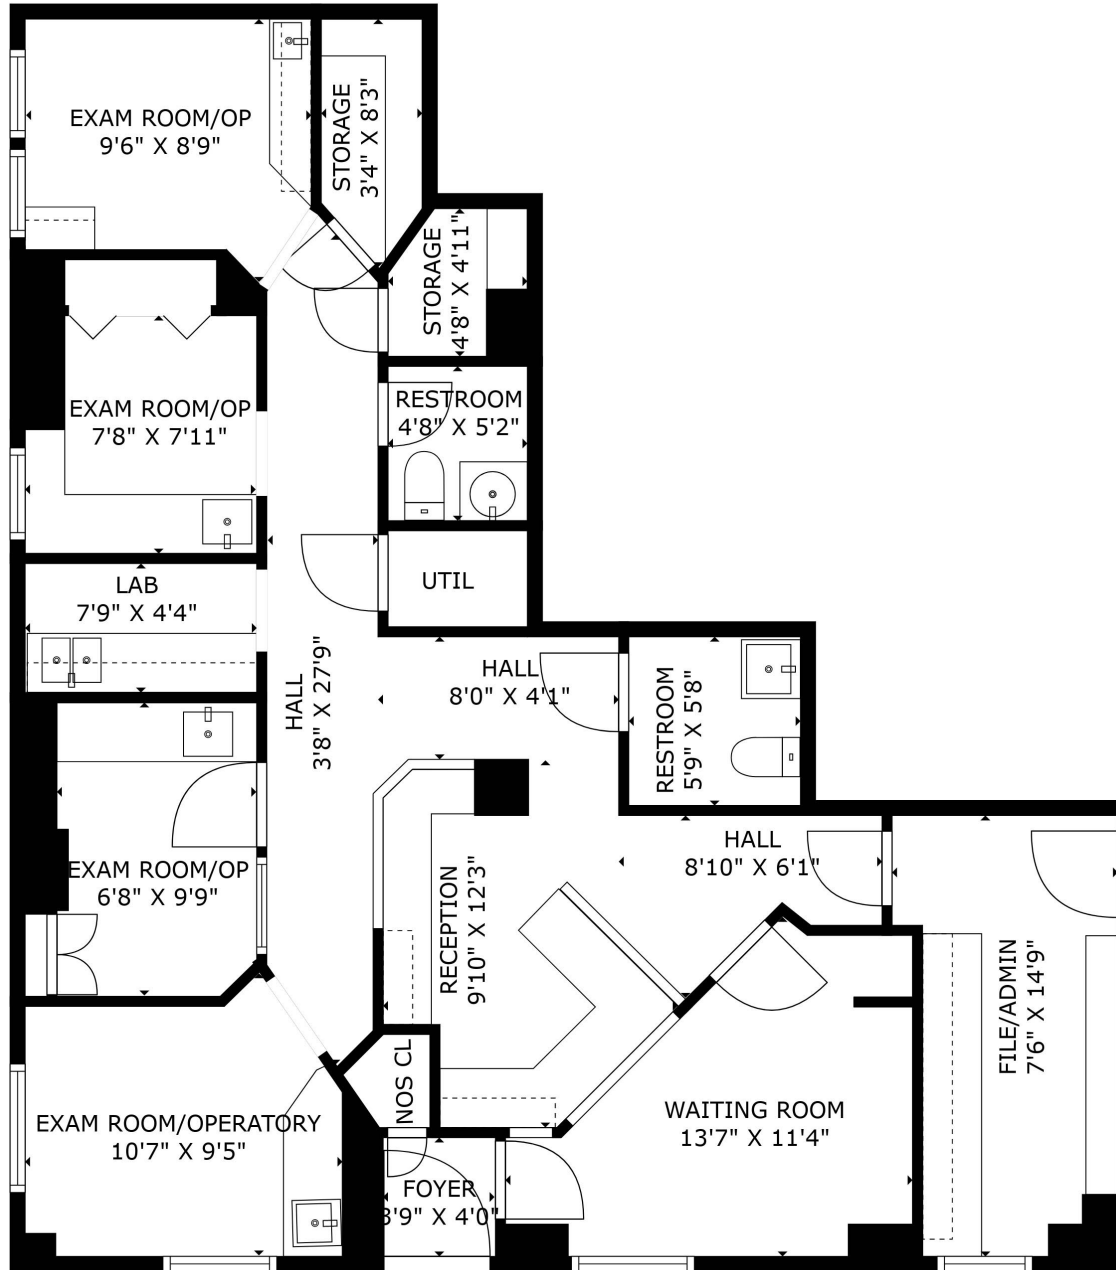 EXAM ROOM/OP
9'6" X 8'9"
STORAGE
3'4" X 8'3"
STORAGE
4'8" X 4'11"
EXAM ROOM/OP
7'8" X 7'11"
RESTROOM
4'8" X 5'2"
LAB
7'9" X 4'4"
UTIL
HALL
3'8" X 27'9"
HALL
8'0" X 4'1"
RESTROOM
5'9" X 5'8"
EXAM ROOM/OP
6'8" X 9'9"
HALL
8'10" X 6'1"
RECEPTION
9'10" X 12'3"
FILE/ADMIN
7'6" X 14'9"
NOS CL
EXAM ROOM/OPERATORY
10'7" X 9'5"
WAITING ROOM
13'7" X 11'4"
FOYER
3'9" X 4'0"